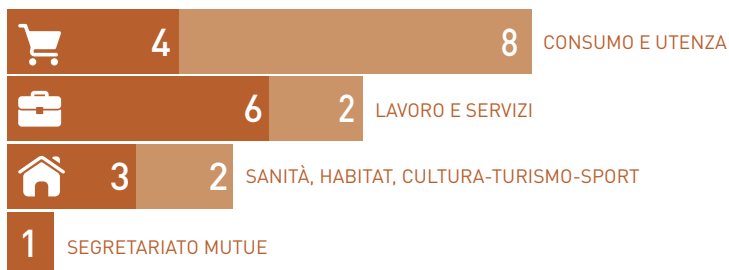 4 8 CONSUMO E UTENZA
6 2 LAVORO E SERVIZI
3 2 SANITÀ, HABITAT, CULTURA-TURISMO-SPORT
1 SEGRETARIATO MUTUE